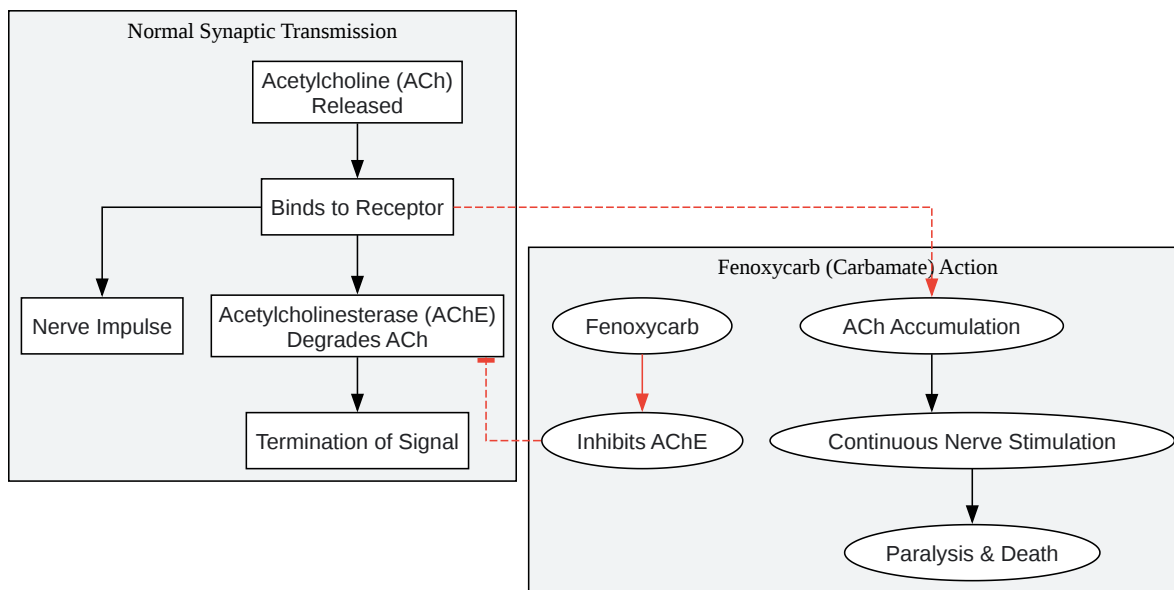 Normal Synaptic Transmission
Acetylcholine (ACh)
Released
Binds to Receptor
Nerve Impulse
Acetylcholinesterase (AChE)
Degrades ACh
Termination of Signal
Fenoxycarb (Carbamate) Action
Fenoxycarb
ACh Accumulation
Inhibits AChE
Continuous Nerve Stimulation
Paralysis & Death